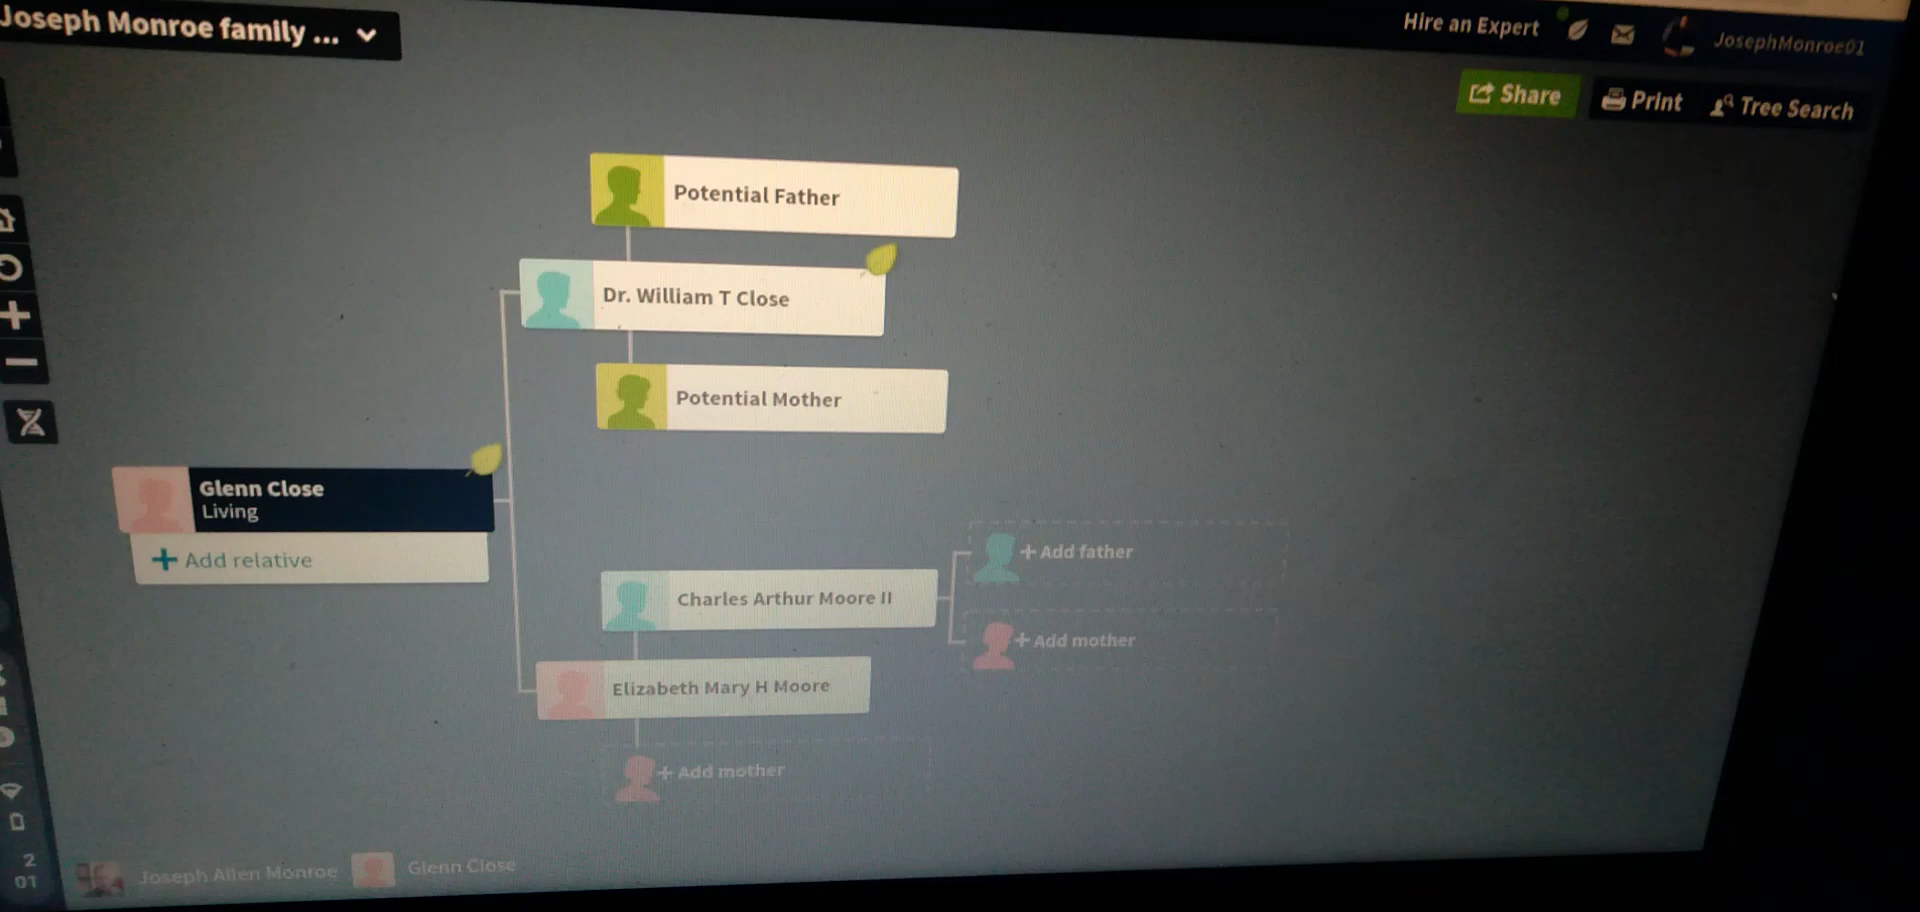 Joseph Monroe family ...
Hire an Expert
JosephMonroe01
Share
Print
Tree Search
Potential Father
Dr. William T Close
Potential Mother
Glenn Close
Living
+ Add relative
Charles Arthur Moore II
+ Add father
+ Add mother
Elizabeth Mary H Moore
+ Add mother
Joseph Allen Monroe
Glenn Close
2
01